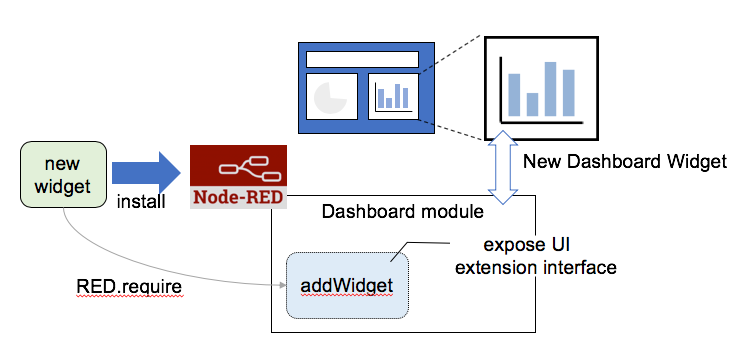 new
widget
install
Node-RED
New Dashboard Widget
Dashboard module
expose UI
extension interface
addWidget
RED.require